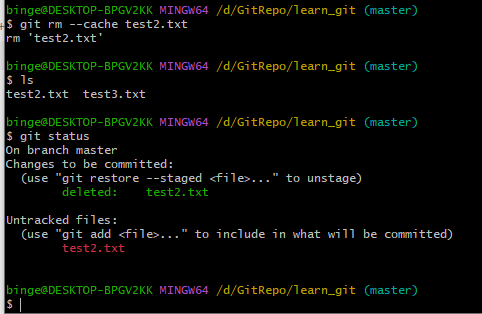 binge@DESKTOP-BPGV2KK MINGW64 /d/GitRepo/learn_git (master)
$ git rm --cache test2.txt
rm 'test2.txt'

binge@DESKTOP-BPGV2KK MINGW64 /d/GitRepo/learn_git (master)
$ ls
test2.txt  test3.txt

binge@DESKTOP-BPGV2KK MINGW64 /d/GitRepo/learn_git (master)
$ git status
On branch master
Changes to be committed:
  (use "git restore --staged <file>..." to unstage)
        deleted:    test2.txt

Untracked files:
  (use "git add <file>..." to include in what will be committed)
        test2.txt


binge@DESKTOP-BPGV2KK MINGW64 /d/GitRepo/learn_git (master)
$